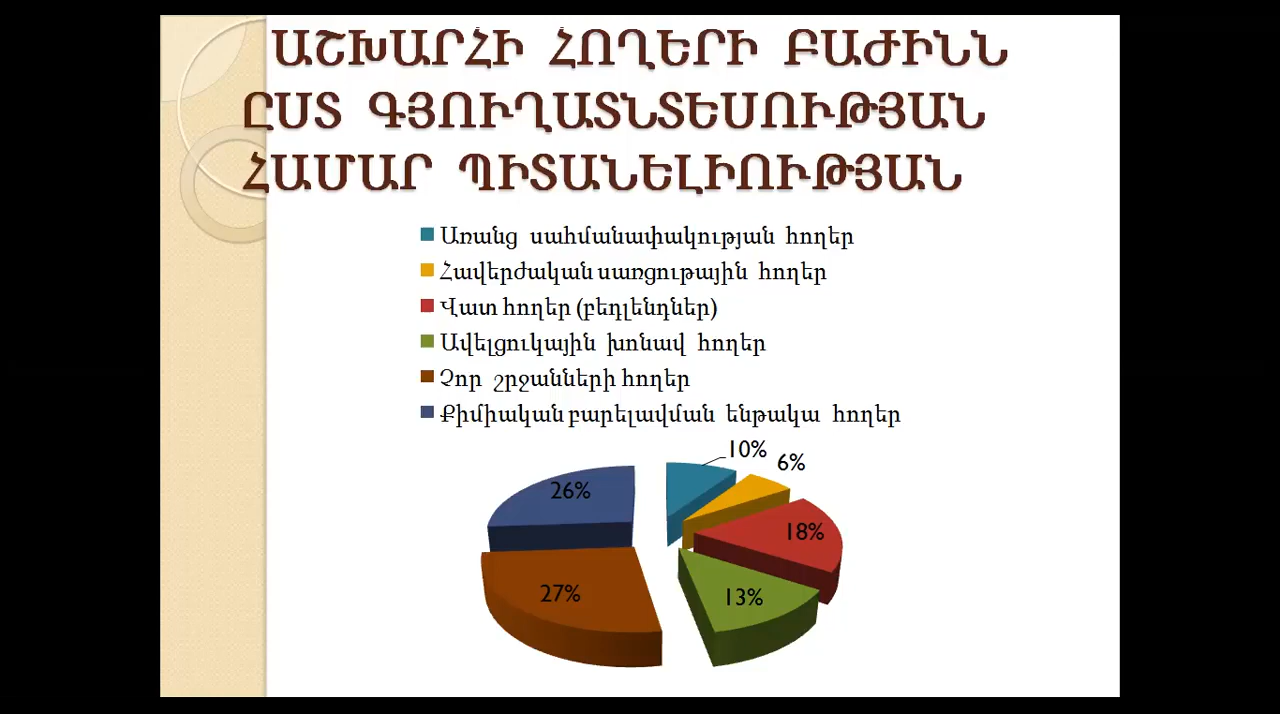 ԱՇԽԱՐՀԻ ՀՈՂԵՐԻ ԲԱԺԻՆՆ
ԸՍՏ ԳՅՈՒՂԱՏՆՏԵՍՈՒԹՅԱՆ
ՀԱՄԱՐ ՊԻՏԱՆԵԼԻՈՒԹՅԱՆ
Առանց սահմանափակության հողեր
Հավերժական սառցութային հողեր
Վատ հողեր (բեդլենդներ)
Ավելցուկային խոնավ հողեր
Չոր շրջանների հողեր
Քիմիական բարելավման ենթակա հողեր
10%
6%
26%
18%
27%
13%